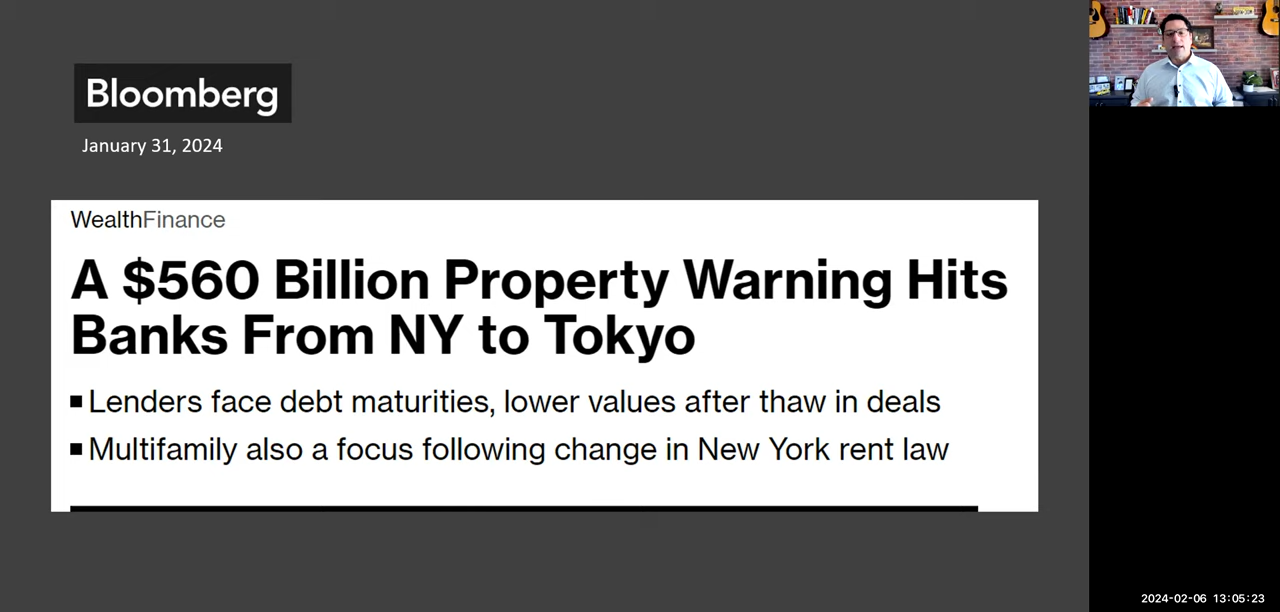 Bloomberg
January 31, 2024
WealthFinance
A $560 Billion Property Warning Hits
Banks From NY to Tokyo
■ Lenders face debt maturities, lower values after thaw in deals
■ Multifamily also a focus following change in New York rent law
2024-02-06 13:05:23